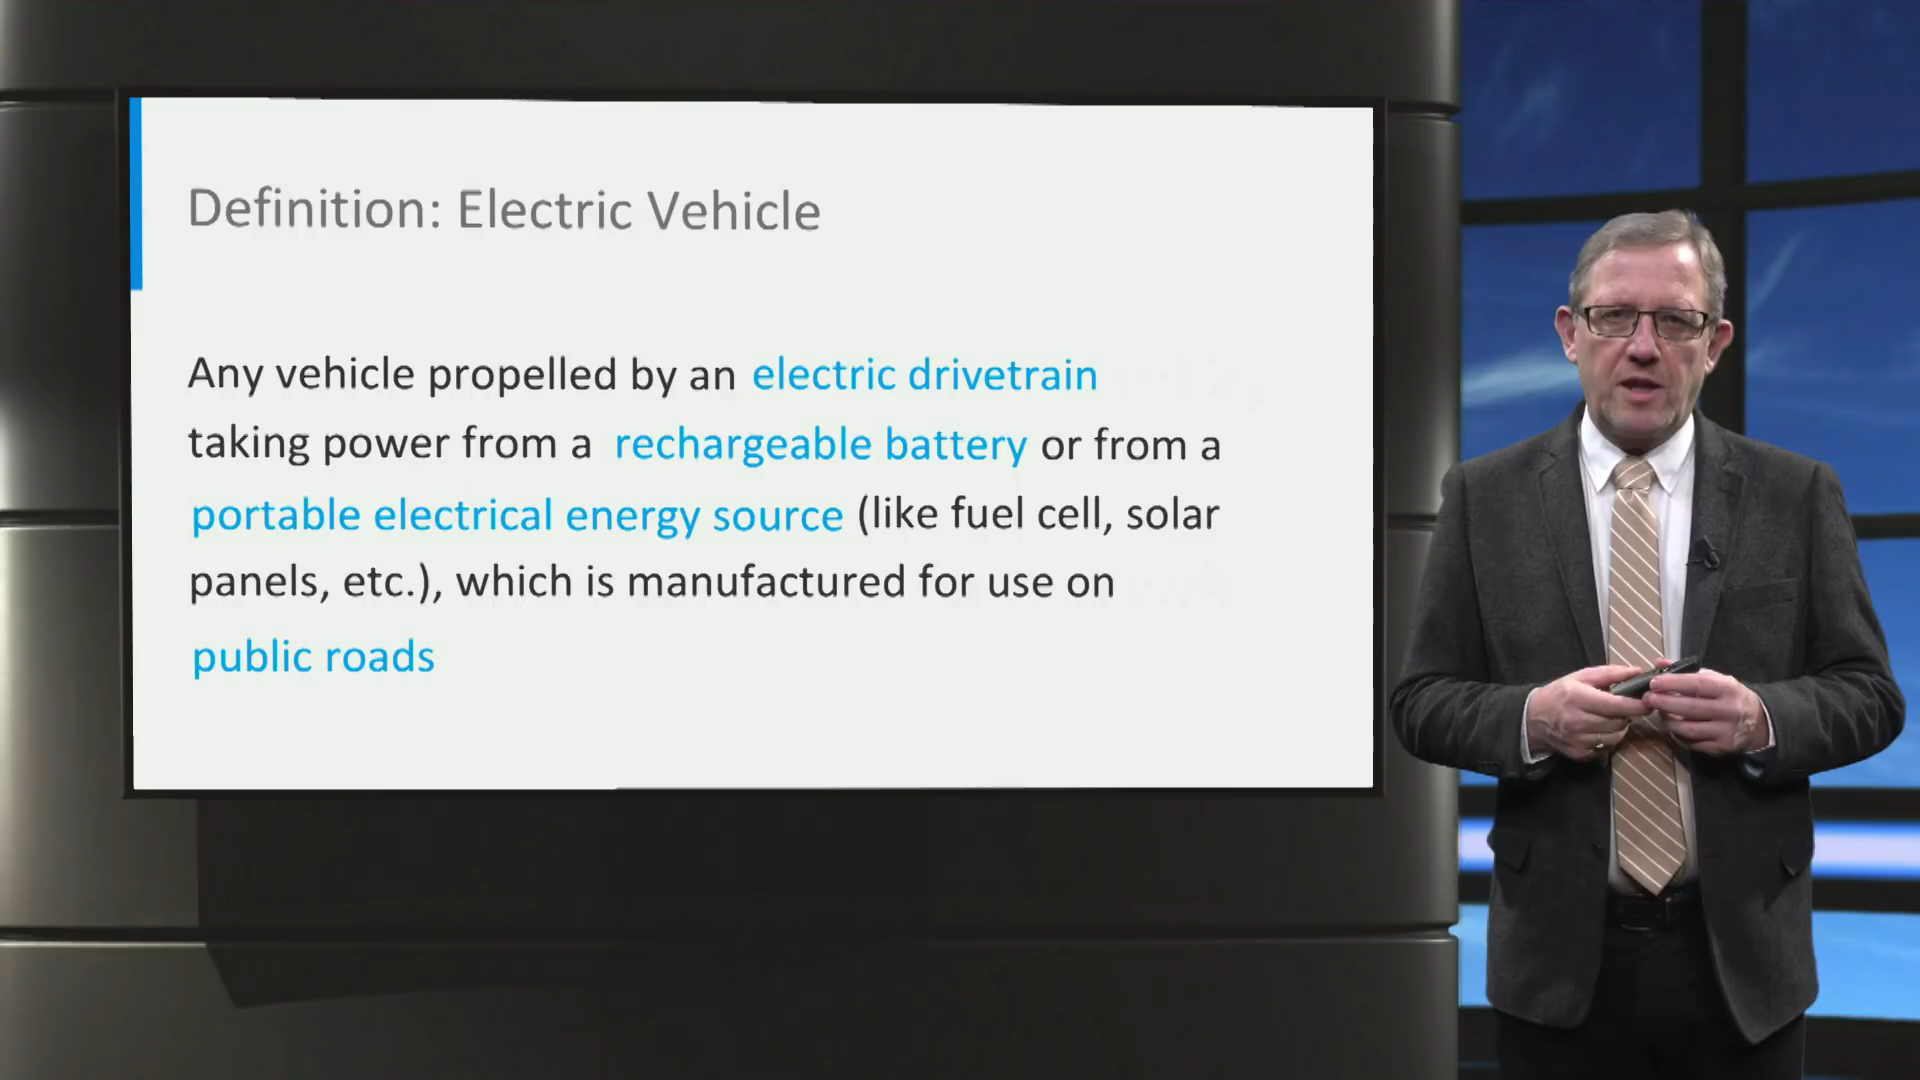 Definition: Electric Vehicle
Any vehicle propelled by an electric drivetrain
taking power from a rechargeable battery or from a
portable electrical energy source (like fuel cell, solar
panels, etc.), which is manufactured for use on
public roads